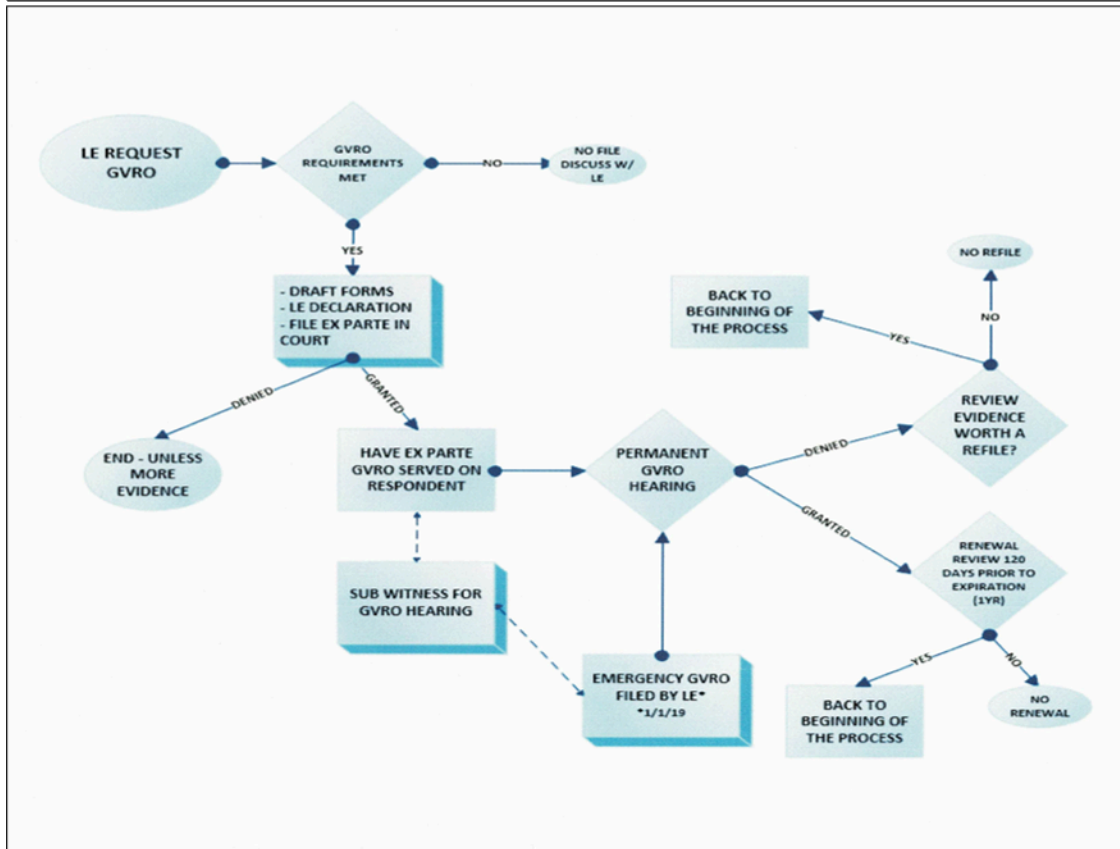 LE REQUEST
GVRO
GVRO
REQUIREMENTS
MET
NO
NO FILE
DISCUSS W/
LE
YES
- DRAFT FORMS
- LE DECLARATION
- FILE EX PARTE IN
COURT
DENIED
GRANTED
END - UNLESS
MORE
EVIDENCE
HAVE EX PARTE
GVRO SERVED ON
RESPONDENT
SUB WITNESS FOR
GVRO HEARING
EMERGENCY GVRO
FILED BY LE*
*1/1/19
PERMANENT
GVRO
HEARING
DENIED
GRANTED
REVIEW
EVIDENCE
WORTH A
REFILE?
NO
NO REFILE
YES
BACK TO
BEGINNING OF
THE PROCESS
RENEWAL
REVIEW 120
DAYS PRIOR TO
EXPIRATION
(1YR)
YES
NO
BACK TO
BEGINNING OF
THE PROCESS
NO
RENEWAL